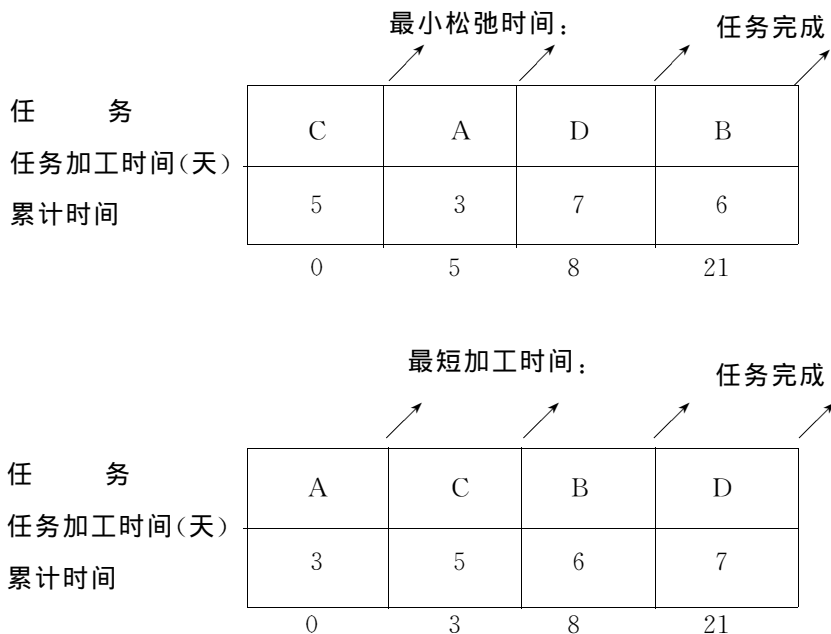 最小松弛时间： 任务完成
任 务 C A D B
任务加工时间(天)
累计时间 5 3 7 6
0 5 8 21
最短加工时间： 任务完成
任 务 A C B D
任务加工时间(天)
累计时间 3 5 6 7
0 3 8 21